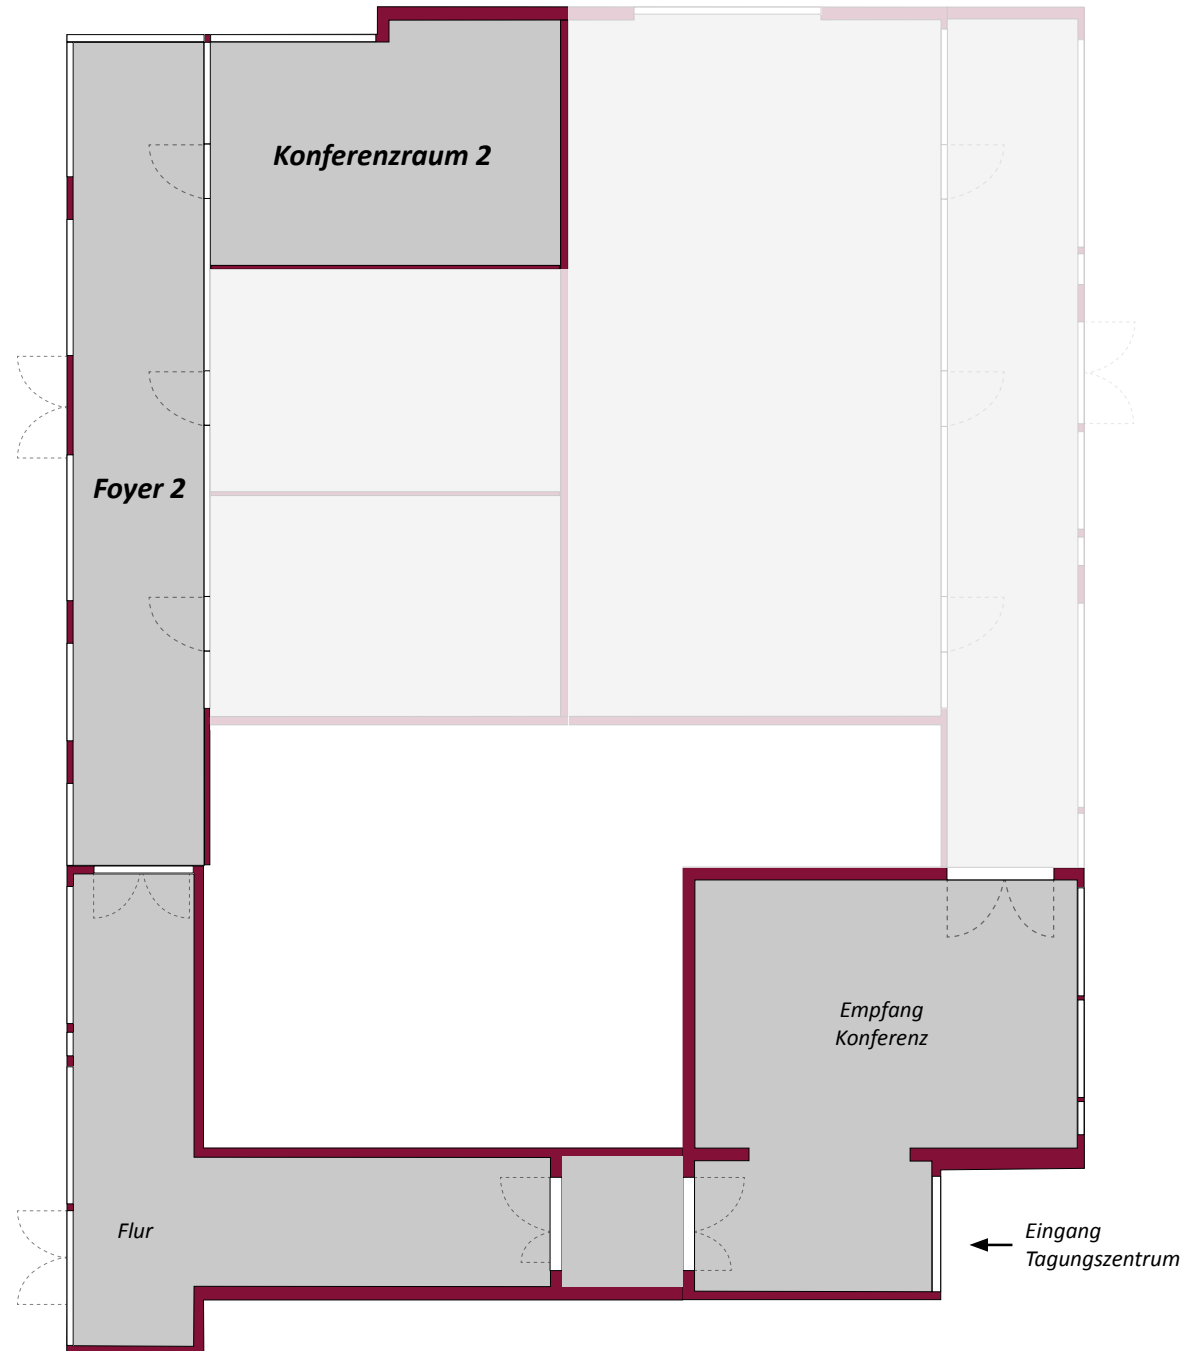 Konferenzraum 2
Foyer 2
Empfang
Konferenz
Flur
Eingang
Tagungszentrum